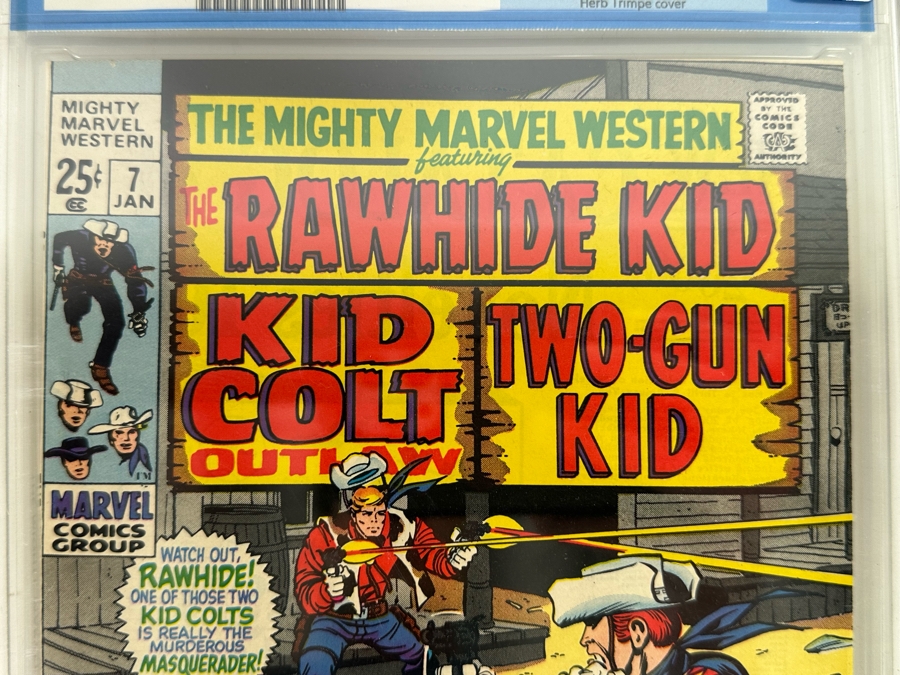 Herb Trimpe cover
MIGHTY
MARVEL
WESTERN
25¢
7
JAN
CC
THE MIGHTY MARVEL WESTERN
featuring
THE RAWHIDE KID
KID
COLT
OUTLAW
TWO-GUN
KID
APPROVED
BY THE
COMICS
CODE
AUTHORITY
TM
MARVEL
COMICS
GROUP
WATCH OUT,
RAWHIDE!
ONE OF THOSE TWO
KID COLTS
IS REALLY THE
MURDEROUS
MASQUERADER!